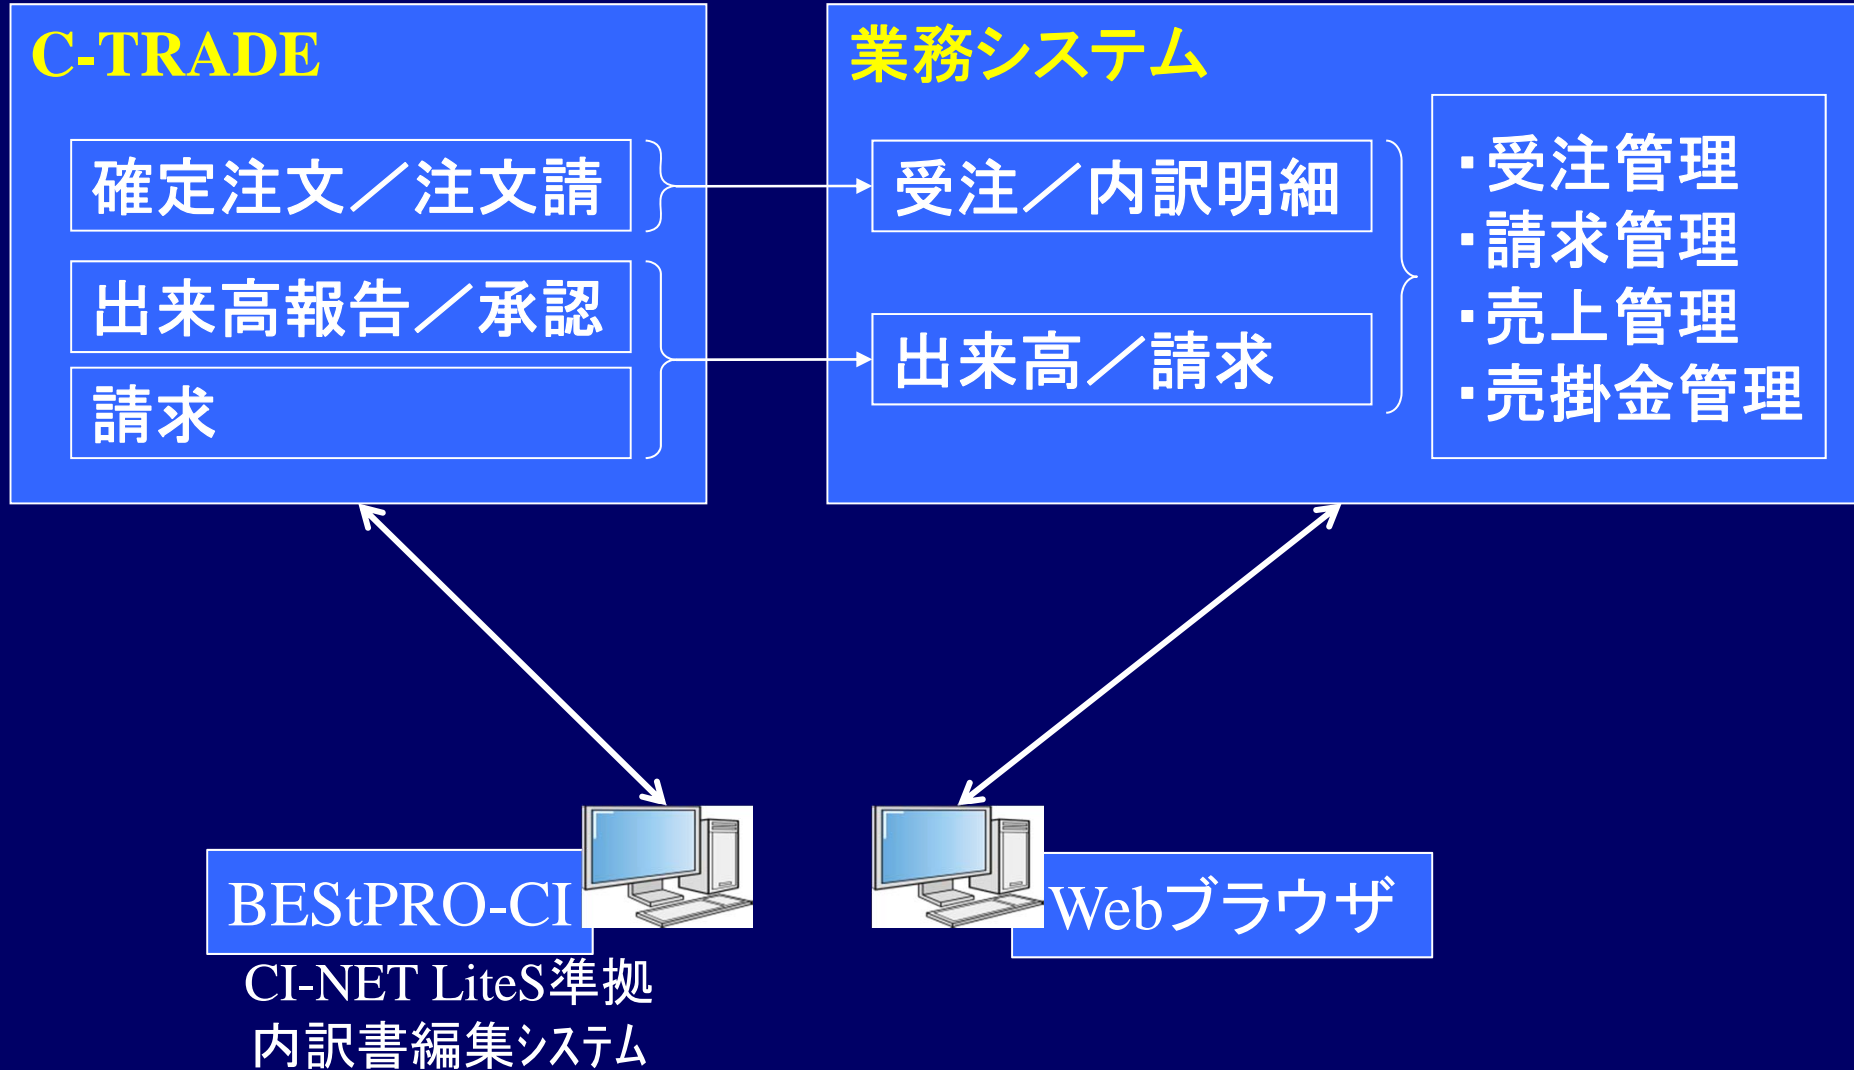 C-TRADE
確定注文／注文請
出来高報告／承認
請求
業務システム
受注／内訳明細
出来高／請求
・受注管理
・請求管理
・売上管理
・売掛金管理
BEStPRO-CI
CI-NET LiteS準拠
内訳書編集システム
Webブラウザ